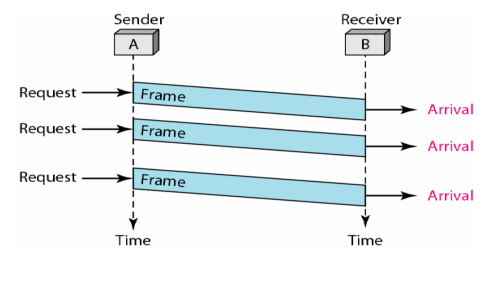 Sender Receiver
A B
Request Frame Arrival
Request Frame Arrival
Request Frame Arrival
Time Time